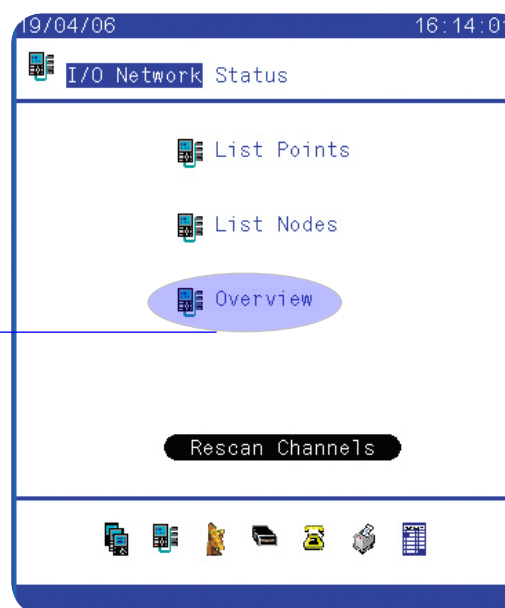 19/04/06 16:14:01
I/O Network Status
List Points
List Nodes
Overview
Rescan Channels